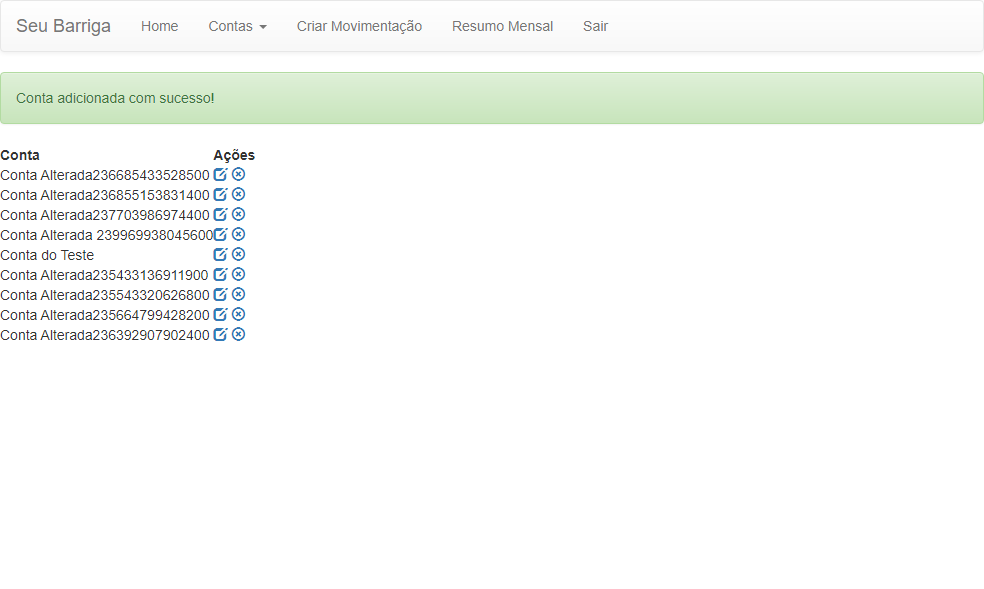 Seu Barriga Home Contas Criar Movimentação Resumo Mensal Sair
Conta adicionada com sucesso!
Conta Ações
Conta Alterada236685433528500
Conta Alterada236855153831400
Conta Alterada237703986974400
Conta Alterada 239969938045600
Conta do Teste
Conta Alterada235433136911900
Conta Alterada235543320626800
Conta Alterada235664799428200
Conta Alterada236392907902400